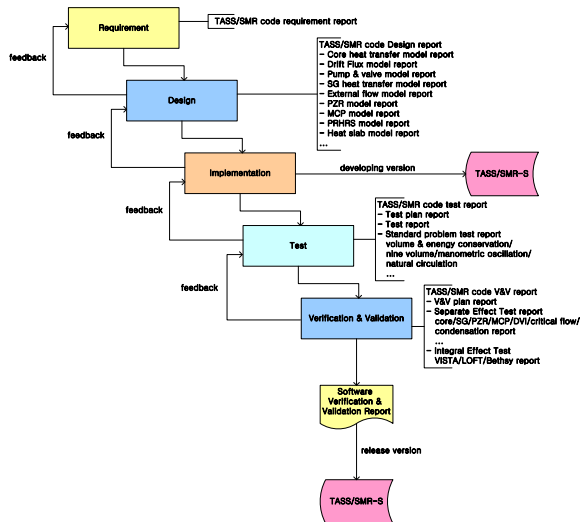 Requirement
TASS/SMR code requirement report
feedback
TASS/SMR code Design report
- Core heat transfer model report
- Drift Flux model report
- Pump & valve model report
- SG heat transfer model report
- External flow model report
- PZR model report
- MCP model report
- PRHRS model report
- Heat slab model report
...
Design
feedback
Implementation
developing version
TASS/SMR-S
feedback
TASS/SMR code test report
- Test plan report
- Test report
- Standard problem test report
volume & energy conservation/
nine volume/manometric oscillation/
natural circulation
...
Test
feedback
TASS/SMR code V&V report
- V&V plan report
- Separate Effect Test report
core/SG/PZR/MCP/DVI/critical flow/
condensation report
...
- Integral Effect Test
VISTA/LOFT/Bethsy report
Verification & Validation
Software
Verification &
Validation Report
release version
TASS/SMR-S